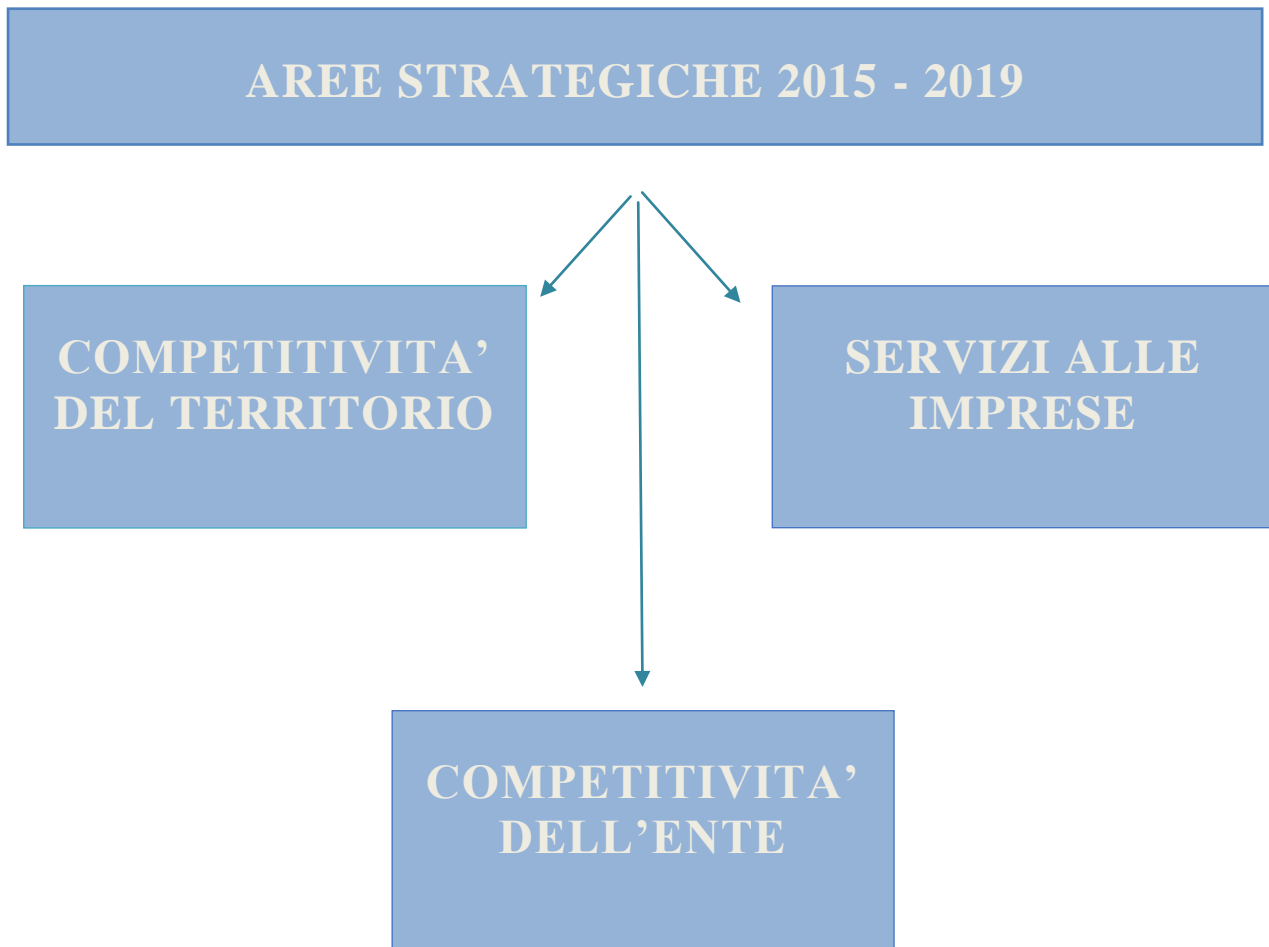 AREE STRATEGICHE 2015 - 2019
COMPETITIVITA’
DEL TERRITORIO
SERVIZI ALLE
IMPRESE
COMPETITIVITA’
DELL’ENTE